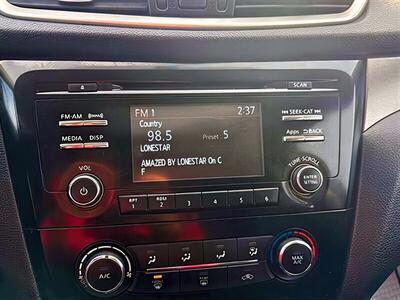 SCAN
FM·AM
SEEK·CAT
MEDIA DISP
Apps BACK
VOL
TUNE·SCROLL
ENTER
SETTING
FM 1 2:37
Country
98.5 Preset: 5
LONESTAR
AMAZED BY LONESTAR On C
F
RPT 1 RDM 2 3 4 5 6
A/C
MAX
A/C